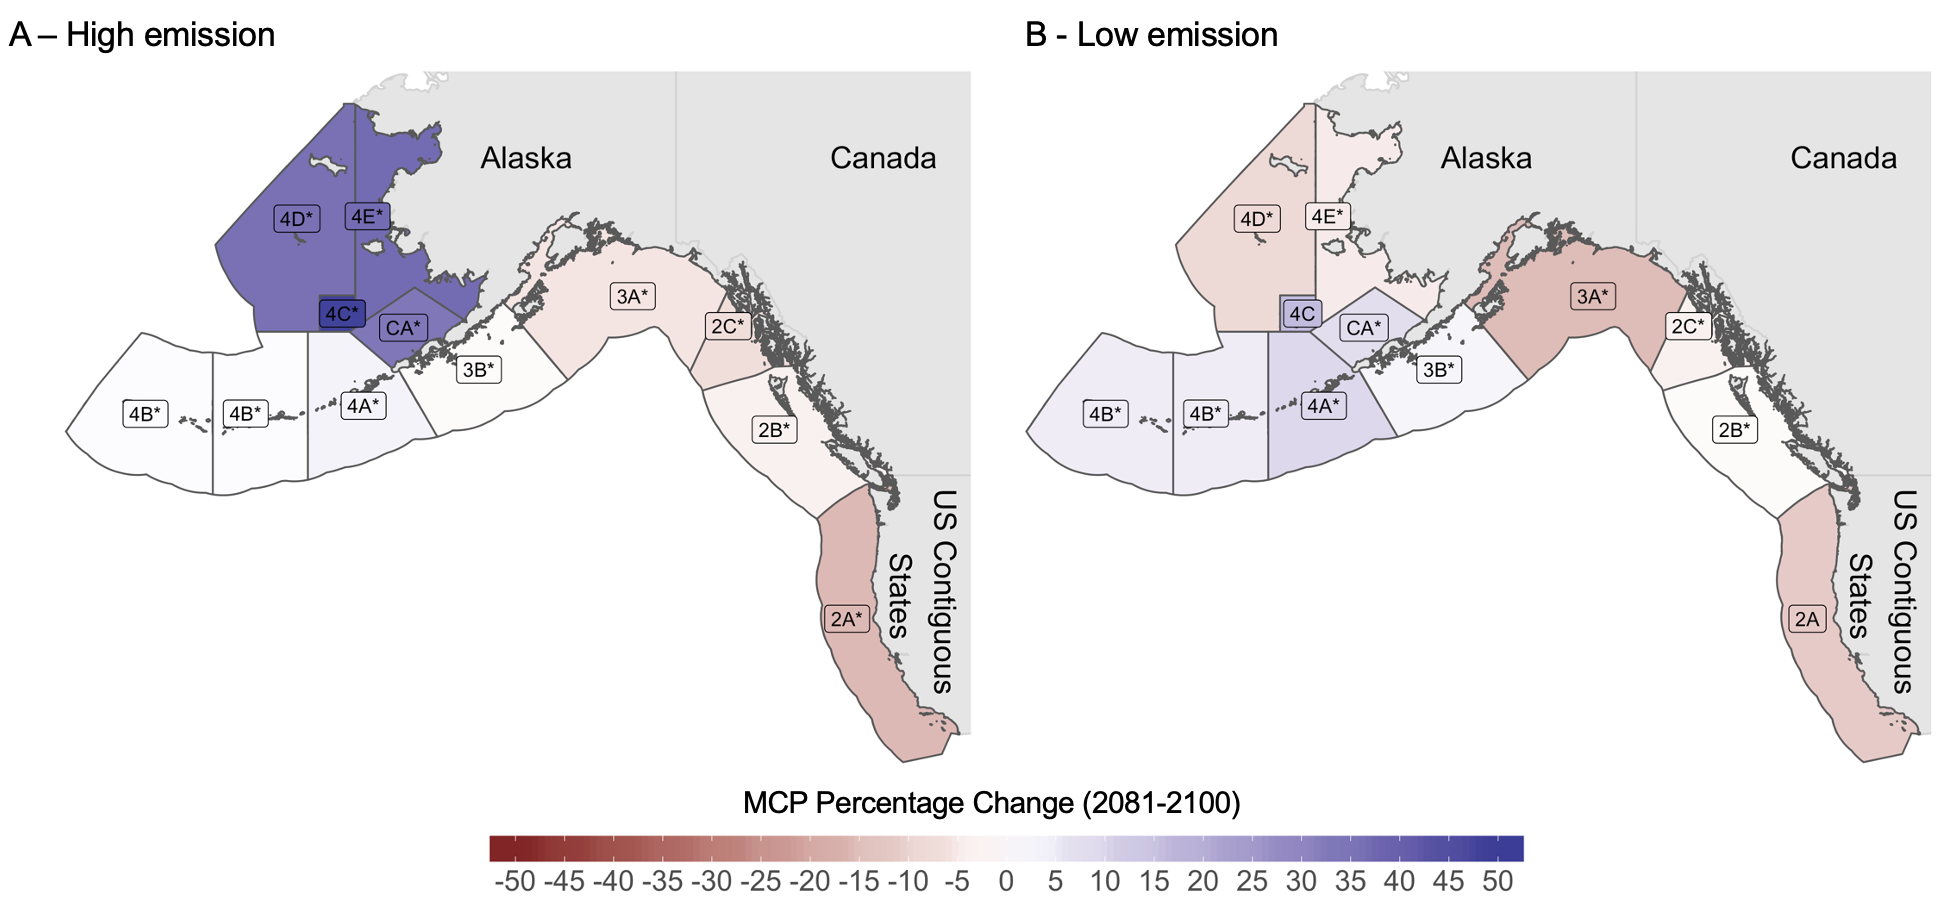 A – High emission
B - Low emission
Alaska
Canada
4D*
4E*
4C*
CA*
3A*
2C*
3B*
4B*
4B*
4A*
2B*
2A*
US Contiguous
States
Alaska
Canada
4D*
4E*
4C
CA*
3A*
2C*
3B*
4B*
4B*
4A*
2B*
2A
US Contiguous
States
MCP Percentage Change (2081-2100)
-50 -45 -40 -35 -30 -25 -20 -15 -10 -5 0 5 10 15 20 25 30 35 40 45 50